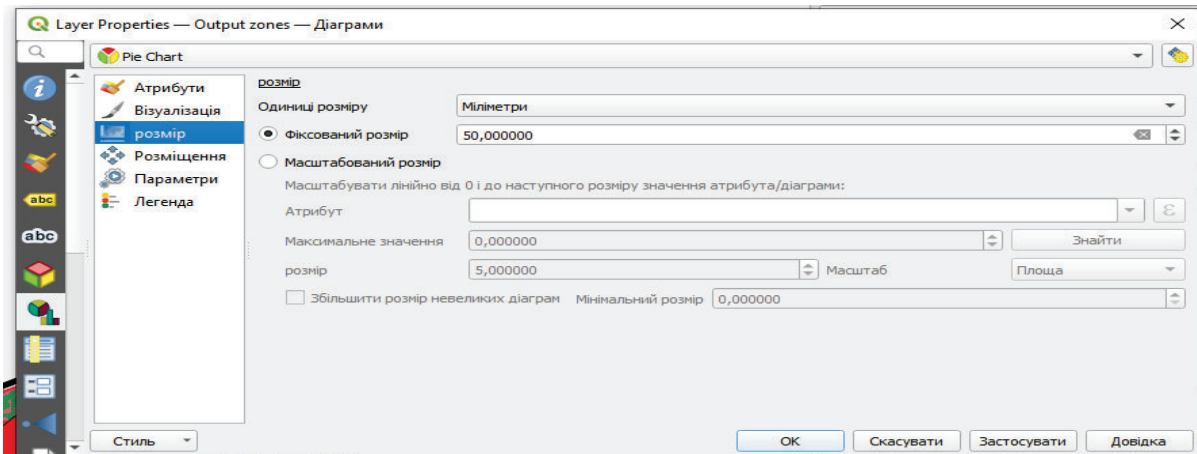 Layer Properties — Output zones — Діаграми
Pie Chart
Атрибути
Візуалізація
розмір
Розміщення
Параметри
Легенда
розмір
Одиниці розміру Міліметри
Фіксований розмір 50,000000
Масштабований розмір
Масштабувати лінійно від 0 і до наступного розміру значення атрибута/діаграми:
Атрибут ε
Максимальне значення 0,000000 Знайти
розмір 5,000000 Масштаб Площа
Збільшити розмір невеликих діаграм Мінімальний розмір 0,000000
abc
abc
Стиль OK Скасувати Застосувати Довідка